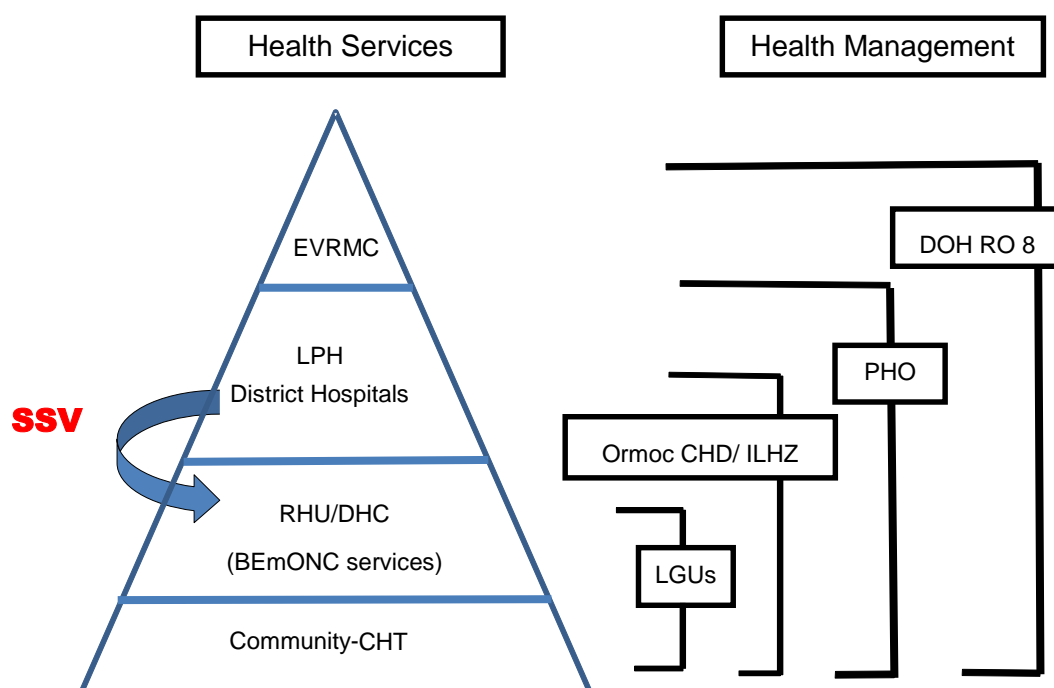 Health Services
Health Management
EVRMC
DOH RO 8
LPH
District Hospitals
PHO
SSV
Ormoc CHD/ ILHZ
RHU/DHC
(BEmONC services)
LGUs
Community-CHT